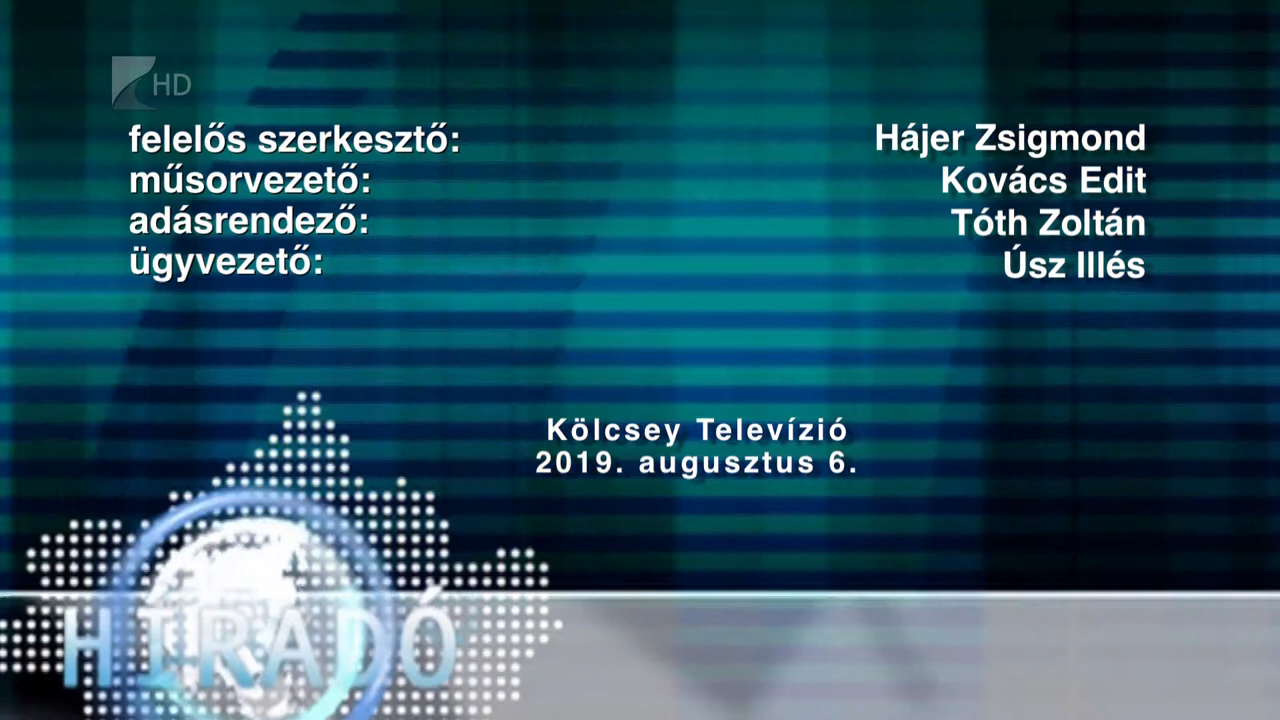 HD
felelős szerkesztő: Hájer Zsigmond
műsorvezető: Kovács Edit
adásrendező: Tóth Zoltán
ügyvezető: Úsz Illés
Kölcsey Televízió
2019. augusztus 6.
HIRADÓ